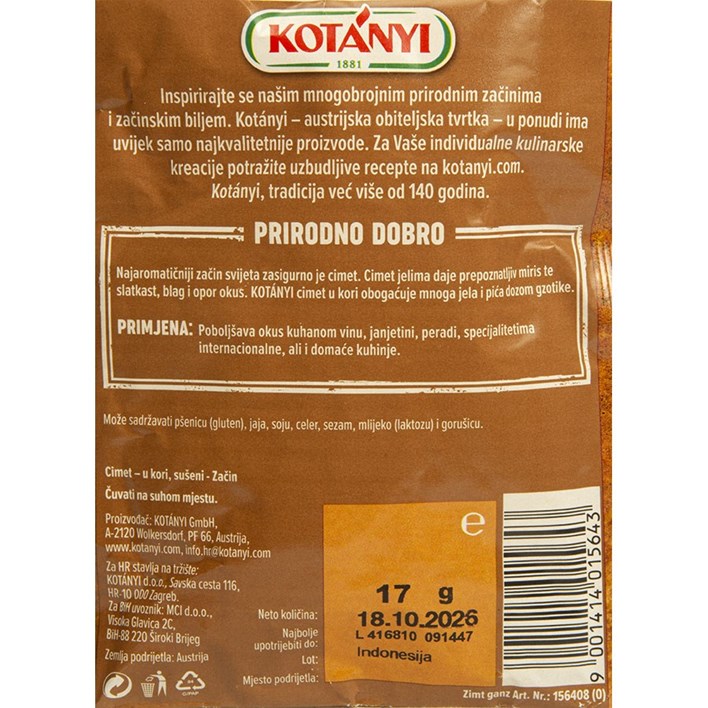 KOTÁNYI
1881
Inspirirajte se našim mnogobrojnim prirodnim začinima
i začinskim biljem. Kotányi – austrijska obiteljska tvrtka – u ponudi ima
uvijek samo najkvalitetnije proizvode. Za Vaše individualne kulinarske
kreacije potražite uzbudljive recepte na kotanyi.com.
Kotányi, tradicija već više od 140 godina.
PRIRODNO DOBRO
Najaromatičniji začin svijeta zasigurno je cimet. Cimet jelima daje prepoznatljiv miris te
slatkast, blag i opor okus. KOTÁNYI cimet u kori obogaćuje mnoga jela i pića dozom gzotike.
PRIMJENA: Poboljšava okus kuhanom vinu, janjetini, peradi, specijalitetima
internacionalne, ali i domaće kuhinje.
Može sadržavati pšenicu (gluten), jaja, soju, celer, sezam, mlijeko (laktozu) i gorušicu.
Cimet – u kori, sušeni - Začin
Čuvati na suhom mjestu.
Proizvođač: KOTÁNYI GmbH,
A-2120 Wolkersdorf, PF 66, Austrija,
www.kotanyi.com, info.hr@kotanyi.com
Za HR stavlja na tržište:
KOTÁNYI d.o.o., Savska cesta 116,
HR-10 000 Zagreb.
Za BiH uvoznik: MCI d.o.o.,
Visoka Glavica 2C,
BiH-88 220 Široki Brijeg
Zemlja podrijetla: Austrija
84
C/PAP
Neto količina:
Najbolje
upotrijebiti do:
Lot:
Mjesto podrijetla:
e
17 g
18.10.2026
L 416810 091447
Indonesija
9 001414 015643
Zimt ganz Art. Nr.: 156408 (0)